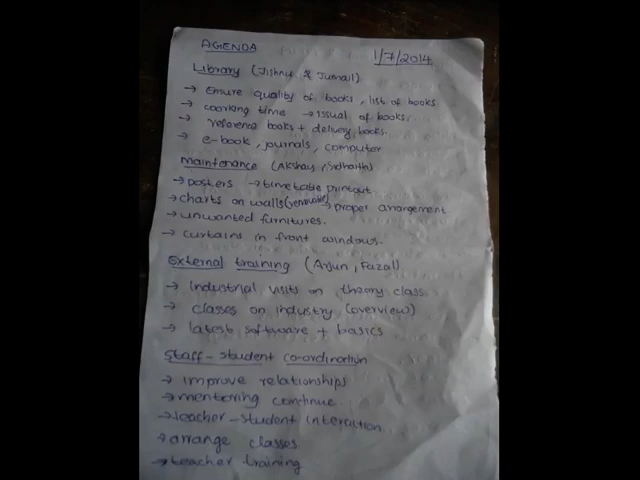 AGENDA
1/7/2014
Library (Jishnu & Jumail)
→ Ensure quality of books, list of books
→ coorking time → issual of books.
→ reference books + delivery books.
→ e-book, journals, computer
Maintenance (Akshay, Sidharth)
→ posters → timetable printout
→ charts on walls (removable) → proper arrangement
→ unwanted furnitures.
→ curtains in front windows.
External training (Arjun, Fazal)
→ Industrial visits on theory class
→ classes on industry (overview)
→ latest software + basics
Staff-student co-ordination
→ improve relationships
→ mentoring continue.
→ teacher-student interaction
→ arrange classes
→ teacher training